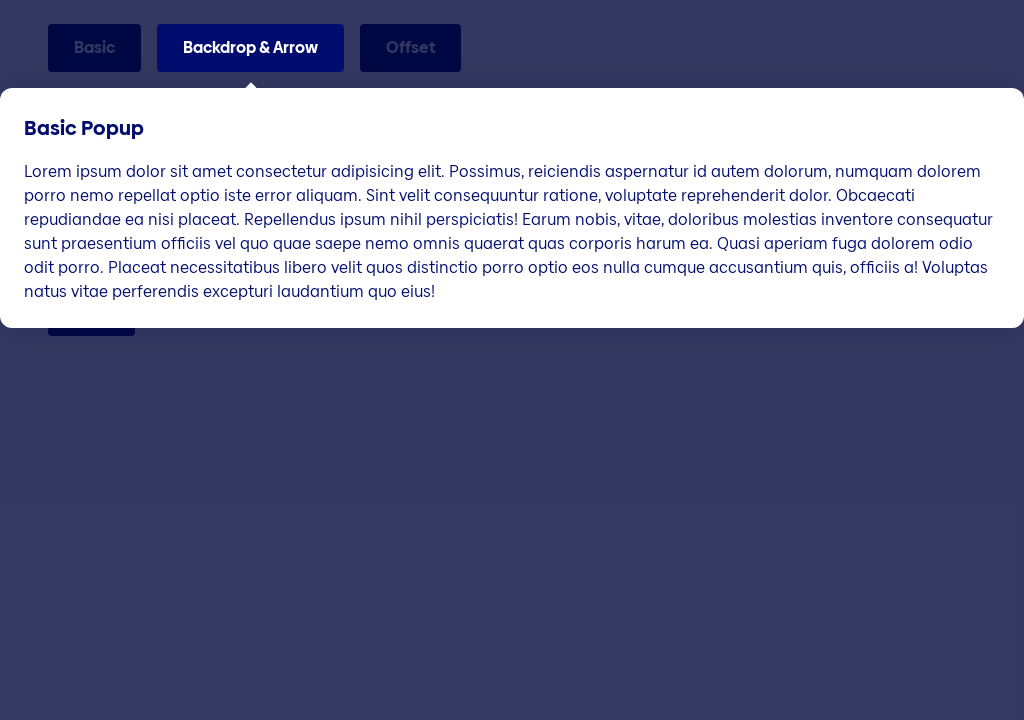 Basic
Backdrop & Arrow
Offset
Basic Popup
Lorem ipsum dolor sit amet consectetur adipisicing elit. Possimus, reiciendis aspernatur id autem dolorum, numquam dolorem
porro nemo repellat optio iste error aliquam. Sint velit consequuntur ratione, voluptate reprehenderit dolor. Obcaecati
repudiandae ea nisi placeat. Repellendus ipsum nihil perspiciatis! Earum nobis, vitae, doloribus molestias inventore consequatur
sunt praesentium officiis vel quo quae saepe nemo omnis quaerat quas corporis harum ea. Quasi aperiam fuga dolorem odio
odit porro. Placeat necessitatibus libero velit quos distinctio porro optio eos nulla cumque accusantium quis, officiis a! Voluptas
natus vitae perferendis excepturi laudantium quo eius!